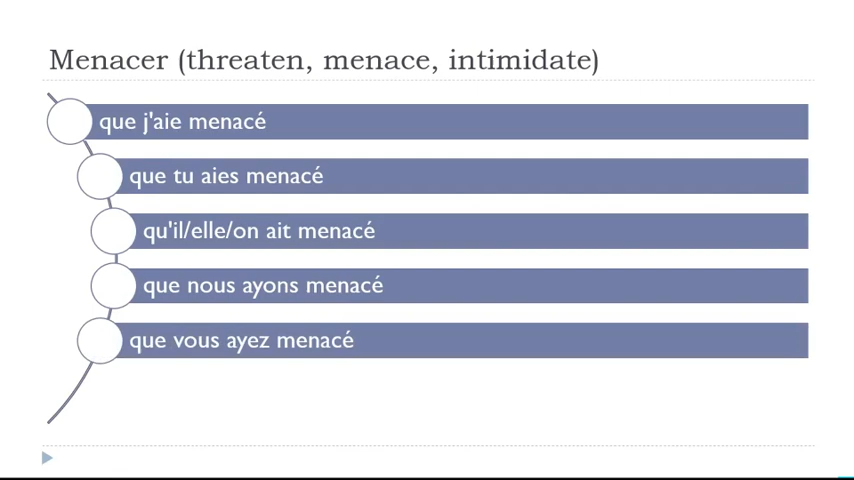 Menacer (threaten, menace, intimidate)
que j'aie menacé
que tu aies menacé
qu'il/elle/on ait menacé
que nous ayons menacé
que vous ayez menacé